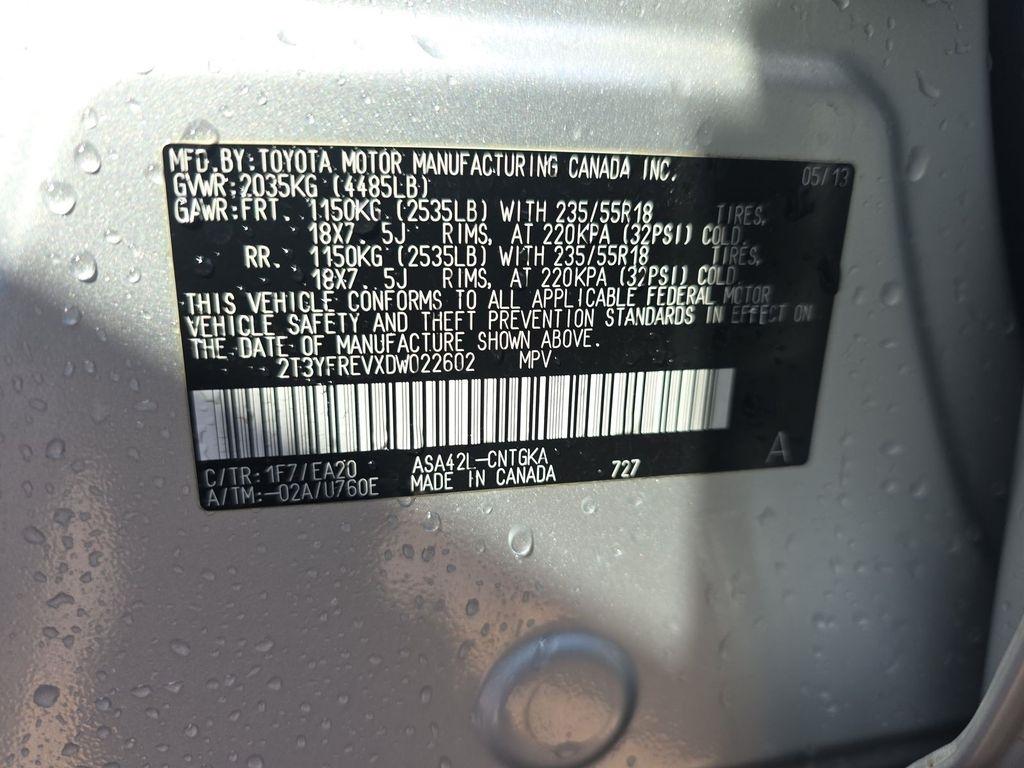 MFD. BY: TOYOTA MOTOR MANUFACTURING CANADA INC. 05/13
GVWR: 2035KG (4485LB)
GAWR: FRT. 1150KG (2535LB) WITH 235/55R18 TIRES,
18X7. 5J RIMS, AT 220KPA (32PSI) COLD.
RR. 1150KG (2535LB) WITH 235/55R18 TIRES,
18X7. 5J RIMS, AT 220KPA (32PSI) COLD.
THIS VEHICLE CONFORMS TO ALL APPLICABLE FEDERAL MOTOR
VEHICLE SAFETY AND THEFT PREVENTION STANDARDS IN EFFECT ON
THE DATE OF MANUFACTURE SHOWN ABOVE.
2T3YFREVXDW022602 MPV
C/TR: 1F7/EA20 ASA42L-CNTGKA 727 A
A/TM:-02A/U760E MADE IN CANADA